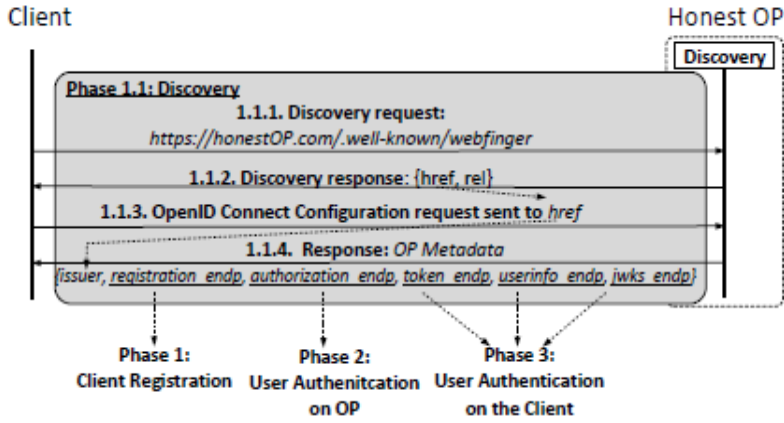 Client
Honest OP
Discovery
Phase 1.1: Discovery
1.1.1. Discovery request:
https://honestOP.com/.well-known/webfinger
1.1.2. Discovery response: {href, rel}
1.1.3. OpenID Connect Configuration request sent to href
1.1.4. Response: OP Metadata
{issuer, registration_endp, authorization_endp, token_endp, userinfo_endp, jwks_endp}
Phase 1:
Client Registration
Phase 2:
User Authenitcation
on OP
Phase 3:
User Authentication
on the Client